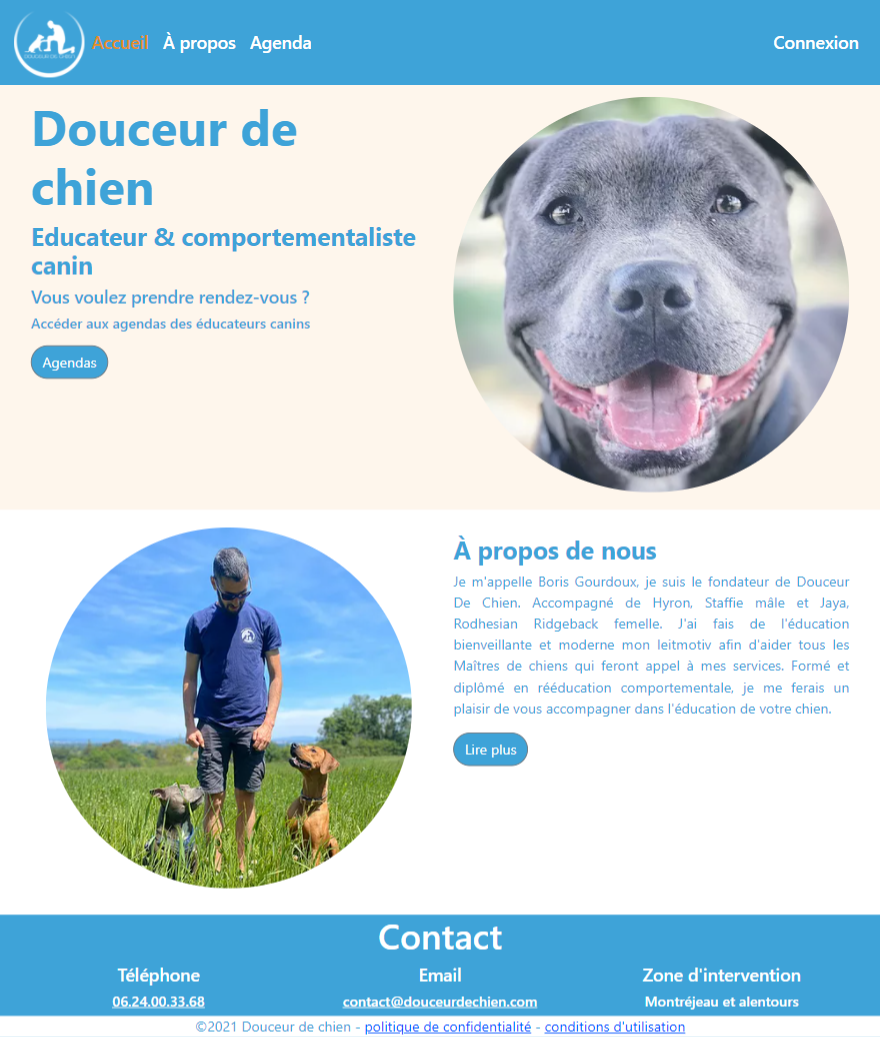 DOUCEUR DE CHIEN
Accueil À propos Agenda Connexion
Douceur de
chien
Educateur & comportementaliste
canin
Vous voulez prendre rendez-vous ?
Accéder aux agendas des éducateurs canins
Agendas
À propos de nous
Je m'appelle Boris Gourdoux, je suis le fondateur de Douceur
De Chien. Accompagné de Hyron, Staffie mâle et Jaya,
Rodhesian Ridgeback femelle. J'ai fais de l'éducation
bienveillante et moderne mon leitmotiv afin d'aider tous les
Maîtres de chiens qui feront appel à mes services. Formé et
diplômé en rééducation comportementale, je me ferais un
plaisir de vous accompagner dans l'éducation de votre chien.
Lire plus
Contact
Téléphone Email Zone d'intervention
06.24.00.33.68 contact@douceurdechien.com Montréjeau et alentours
©2021 Douceur de chien - politique de confidentialité - conditions d'utilisation